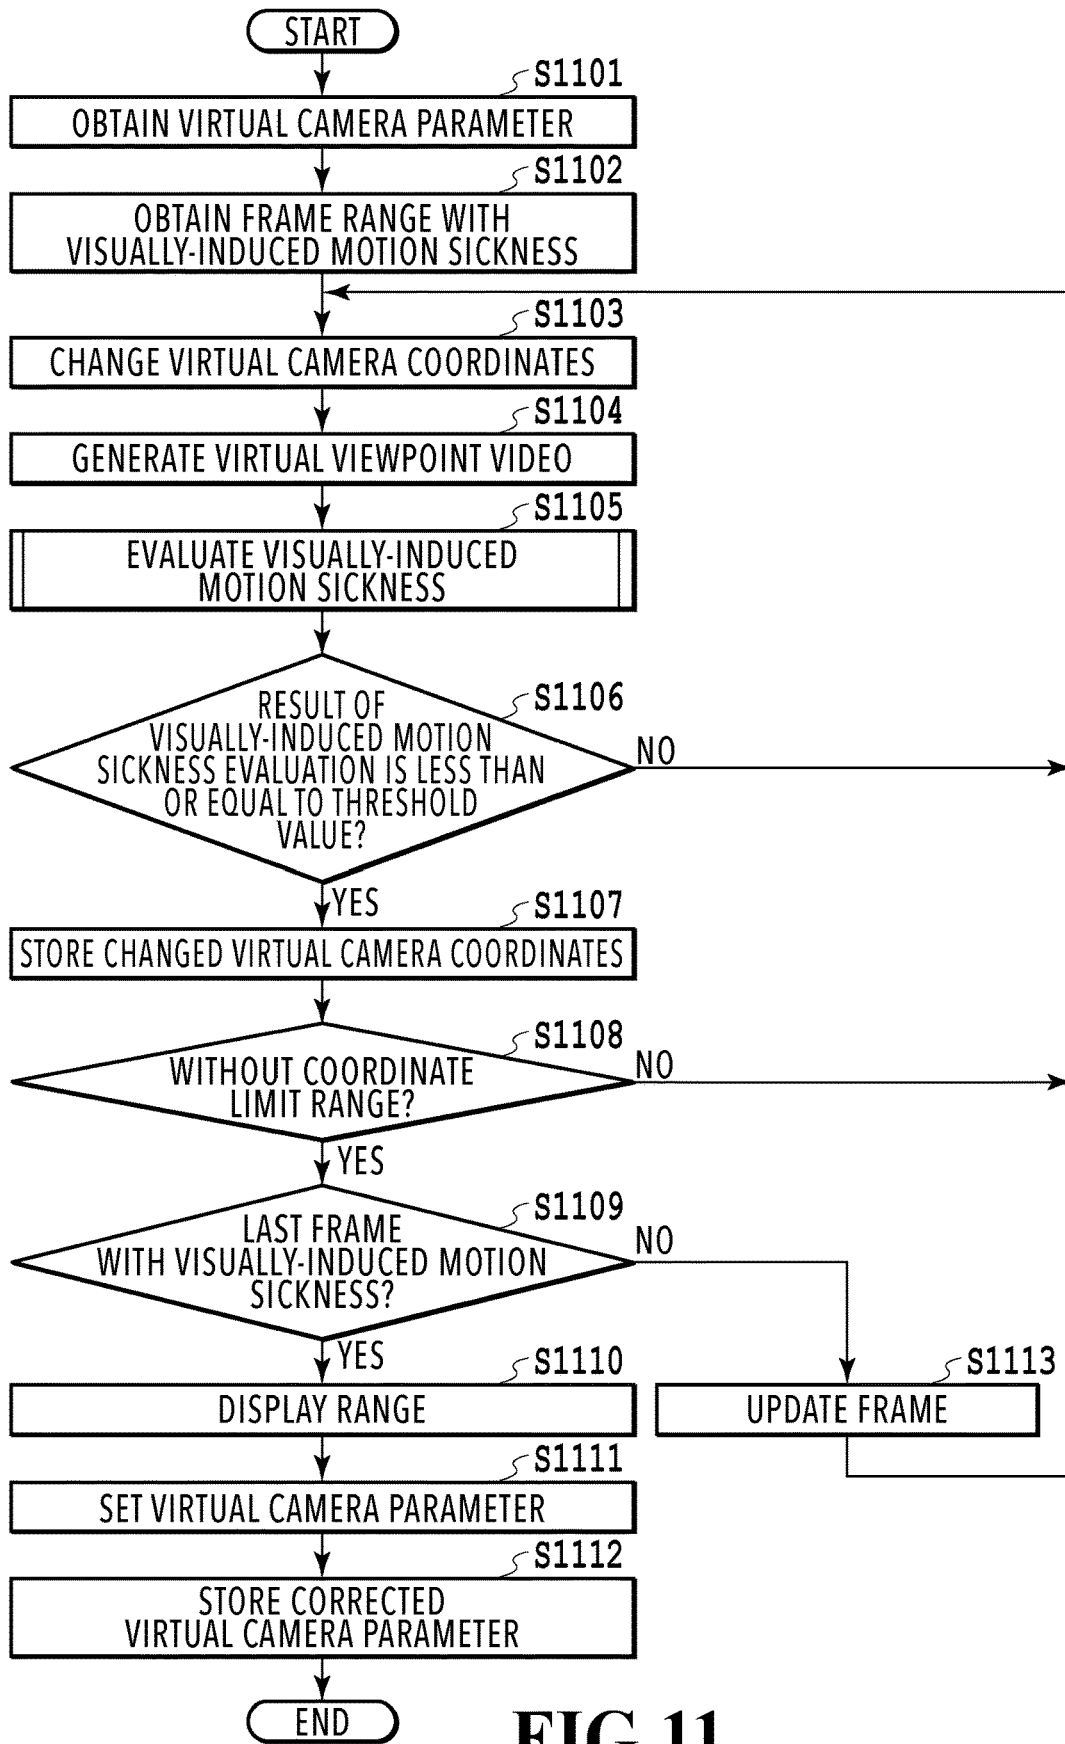 START
S1101
OBTAIN VIRTUAL CAMERA PARAMETER
S1102
OBTAIN FRAME RANGE WITH
VISUALLY-INDUCED MOTION SICKNESS
S1103
CHANGE VIRTUAL CAMERA COORDINATES
S1104
GENERATE VIRTUAL VIEWPOINT VIDEO
S1105
EVALUATE VISUALLY-INDUCED
MOTION SICKNESS
S1106
RESULT OF
VISUALLY-INDUCED MOTION
SICKNESS EVALUATION IS LESS THAN
OR EQUAL TO THRESHOLD
VALUE?
NO
YES
S1107
STORE CHANGED VIRTUAL CAMERA COORDINATES
S1108
WITHOUT COORDINATE
LIMIT RANGE?
NO
YES
S1109
LAST FRAME
WITH VISUALLY-INDUCED MOTION
SICKNESS?
NO
YES
S1110
DISPLAY RANGE
S1113
UPDATE FRAME
S1111
SET VIRTUAL CAMERA PARAMETER
S1112
STORE CORRECTED
VIRTUAL CAMERA PARAMETER
END
FIG.11